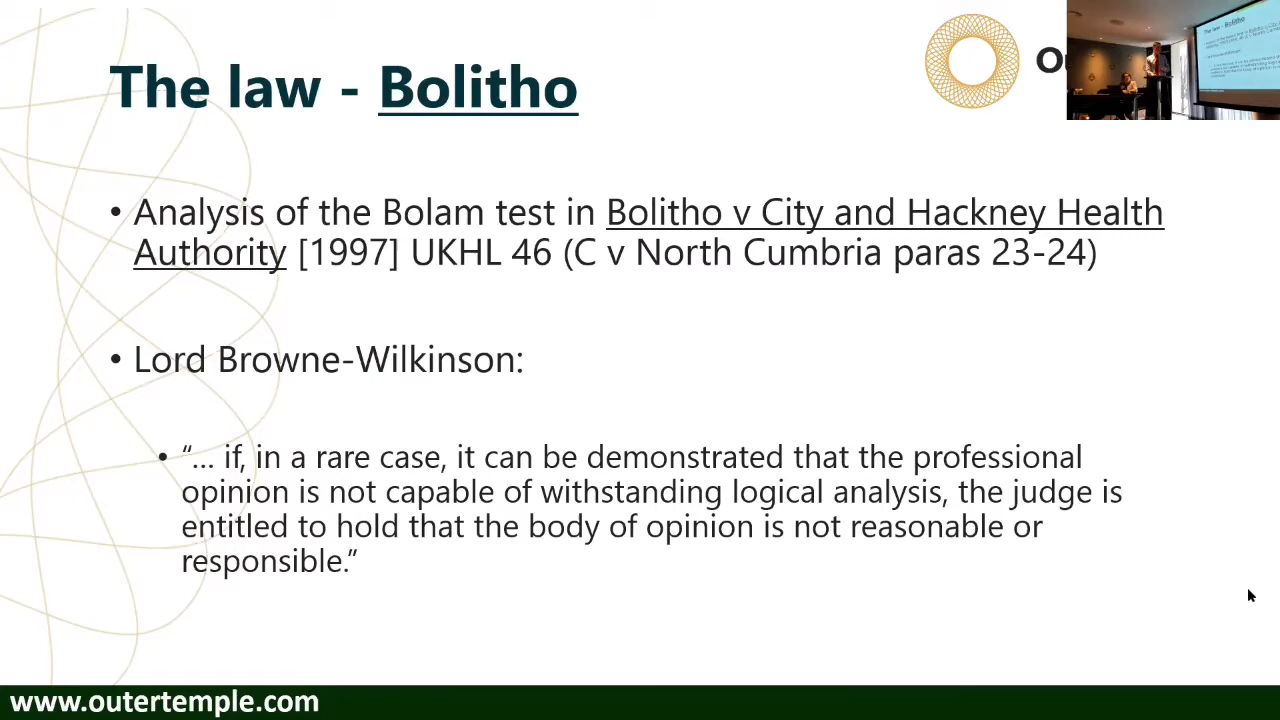 The law - Bolitho
• Analysis of the Bolam test in Bolitho v City and Hackney Health
Authority [1997] UKHL 46 (C v North Cumbria paras 23-24)
• Lord Browne-Wilkinson:
• “… if, in a rare case, it can be demonstrated that the professional
opinion is not capable of withstanding logical analysis, the judge is
entitled to hold that the body of opinion is not reasonable or
responsible.”
www.outertemple.com